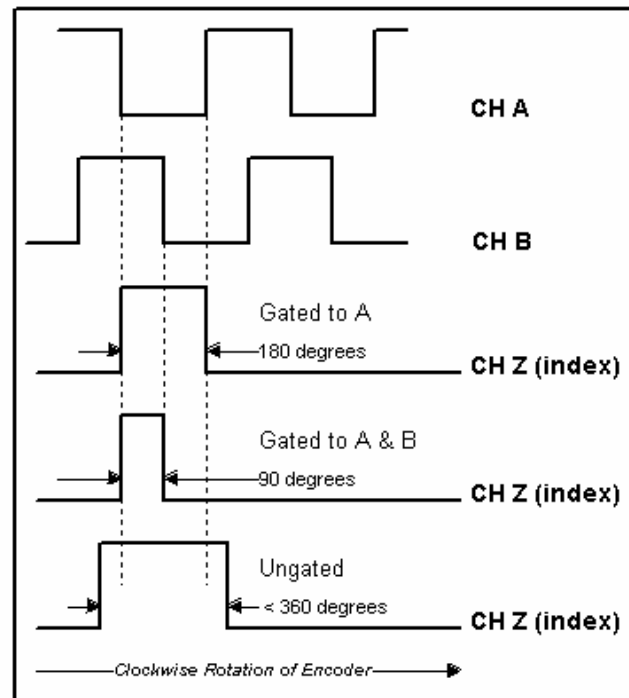 CH A
CH B
Gated to A
180 degrees
CH Z (index)
Gated to A & B
90 degrees
CH Z (index)
Ungated
< 360 degrees
CH Z (index)
Clockwise Rotation of Encoder